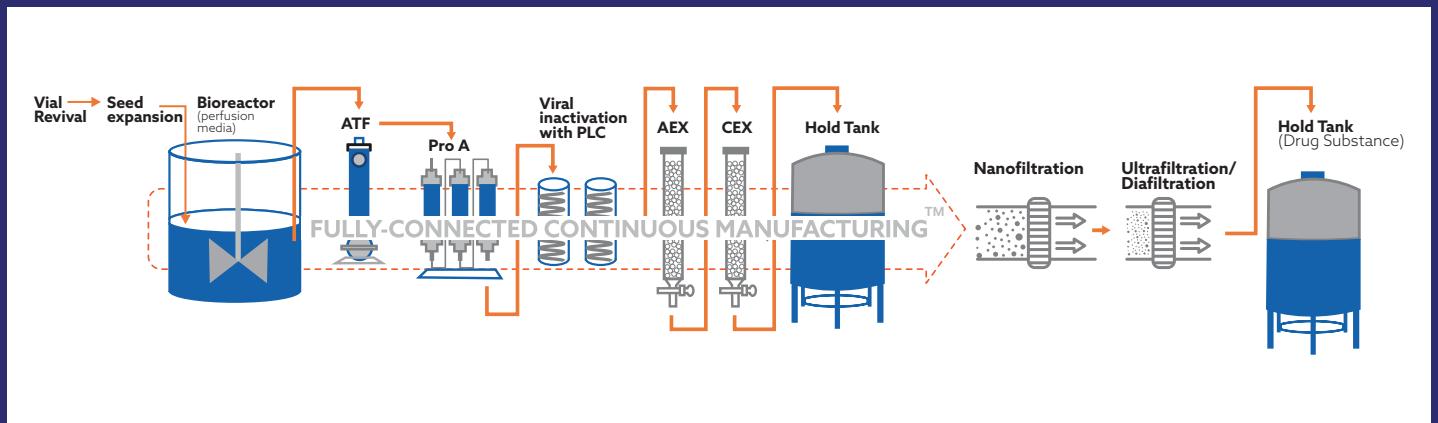 Vial
Revival
Seed
expansion
Bioreactor
(perfusion
media)
ATF
Pro A
Viral
inactivation
with PLC
AEX
CEX
Hold Tank
FULLY-CONNECTED CONTINUOUS MANUFACTURING™
Nanofiltration
Ultrafiltration/
Diafiltration
Hold Tank
(Drug Substance)